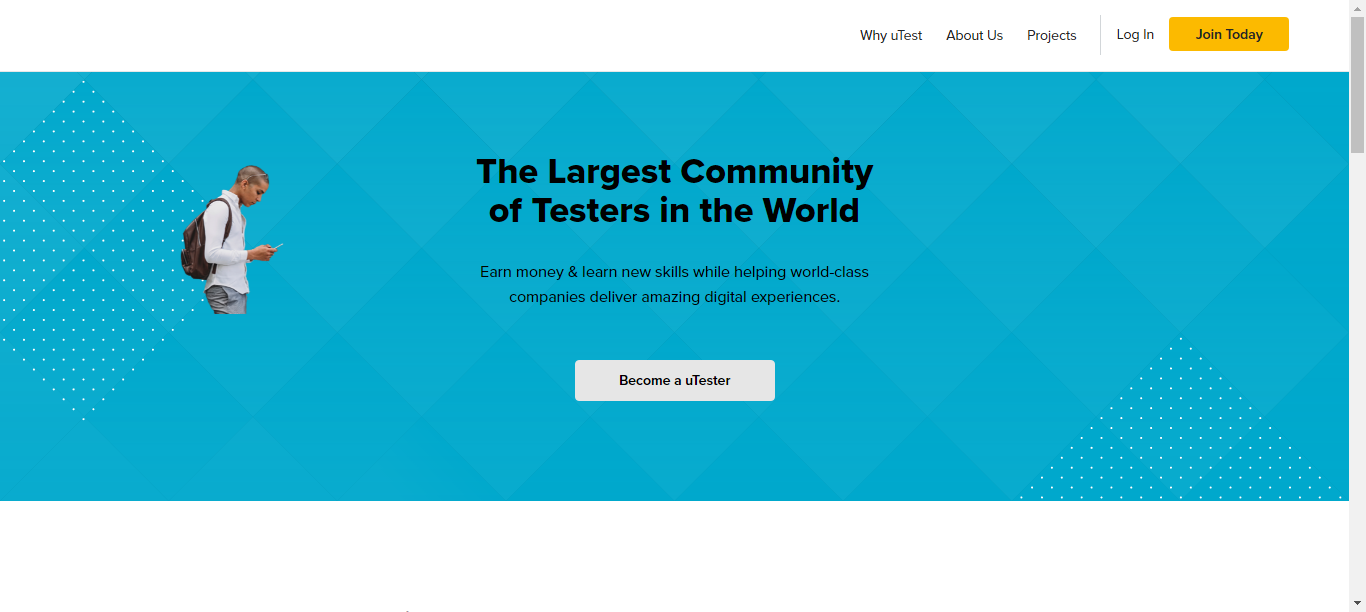 Why uTest About Us Projects Log In Join Today
The Largest Community
of Testers in the World
Earn money & learn new skills while helping world-class
companies deliver amazing digital experiences.
Become a uTester